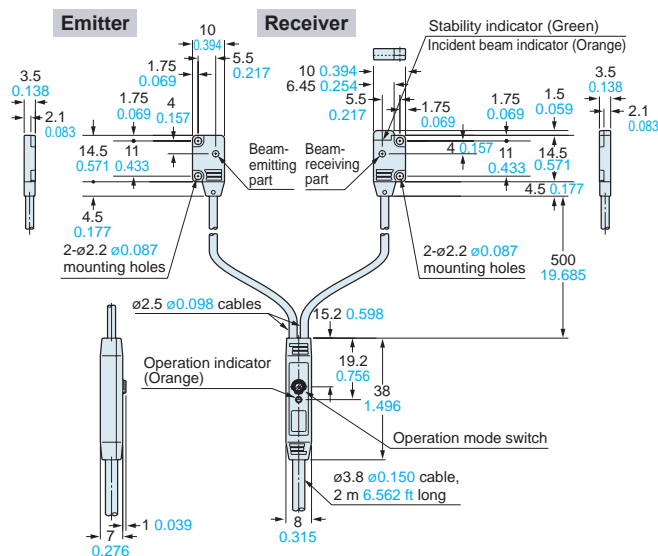 Emitter
Receiver
10
0.394
5.5
0.217
1.75
0.069
3.5
0.138
2.1
0.083
1.75
0.069
4
0.157
14.5
0.571
11
0.433
4.5
0.177
Beam-
emitting
part
2-ø2.2 ø0.087
mounting holes
Stability indicator (Green)
Incident beam indicator (Orange)
10 0.394
6.45 0.254
5.5
0.217
1.75
0.069
1.75
0.069
1.5
0.059
3.5
0.138
2.1
0.083
Beam-
receiving
part
4 0.157
11
0.433
14.5
0.571
4.5 0.177
2-ø2.2 ø0.087
mounting holes
500
19.685
ø2.5 ø0.098 cables
15.2 0.598
Operation indicator
(Orange)
19.2
0.756
38
1.496
Operation mode switch
ø3.8 ø0.150 cable,
2 m 6.562 ft long
1 0.039
7
0.276
8
0.315